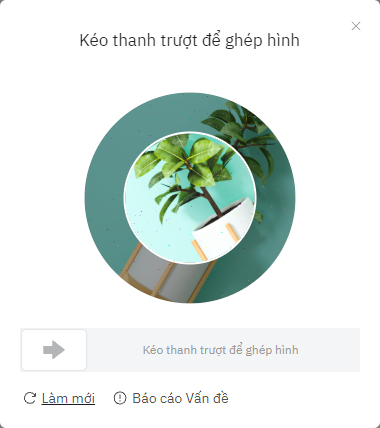 Kéo thanh trượt để ghép hình
Kéo thanh trượt để ghép hình
Làm mới
Báo cáo Vấn đề